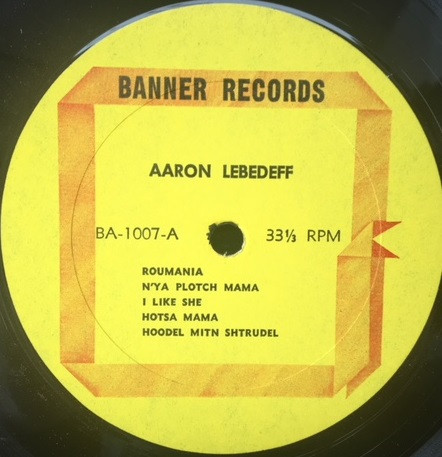 BANNER RECORDS
AARON LEBEDEFF
BA-1007-A 33⅓ RPM
ROUMANIA
N'YA PLOTCH MAMA
I LIKE SHE
HOTSA MAMA
HOODEL MITN SHTRUDEL